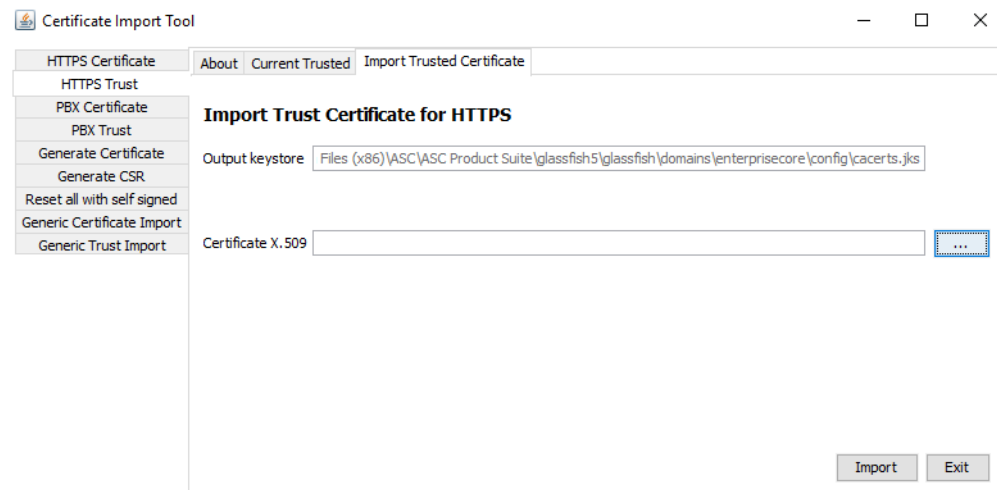 Certificate Import Tool
HTTPS Certificate
HTTPS Trust
PBX Certificate
PBX Trust
Generate Certificate
Generate CSR
Reset all with self signed
Generic Certificate Import
Generic Trust Import
About Current Trusted Import Trusted Certificate
Import Trust Certificate for HTTPS
Output keystore Files (x86)\ASC\ASC Product Suite\glassfish5\glassfish\domains\enterprisecore\config\cacerts.jks
Certificate X.509 ...
Import Exit